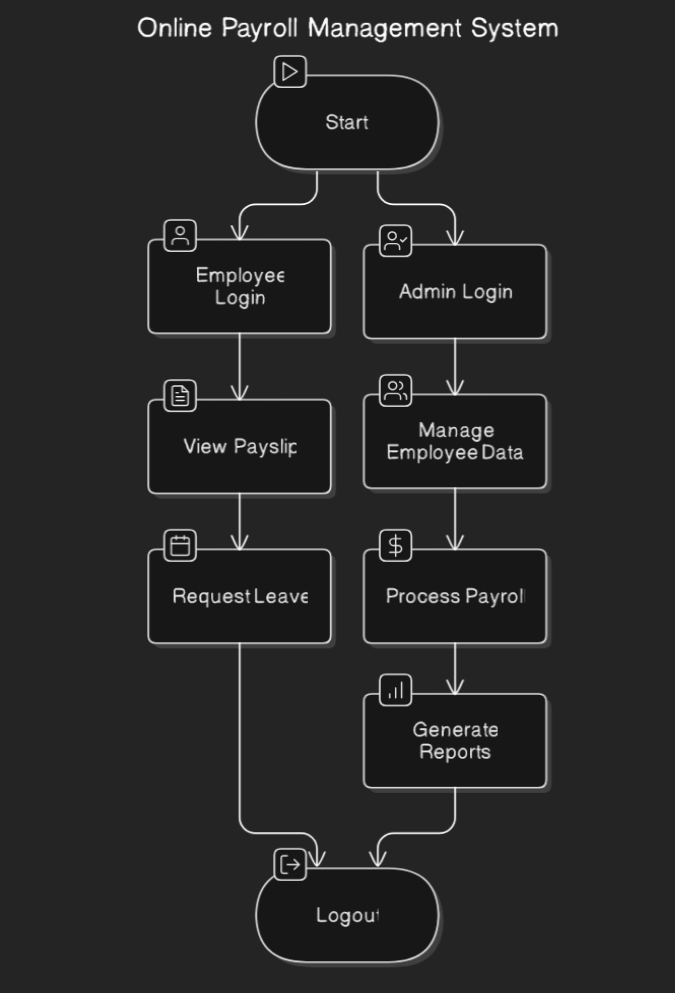 Online Payroll Management System
Start
Employee
Login
View Payslip
Request Leave
Admin Login
Manage
Employee Data
Process Payroll
Generate
Reports
Logout